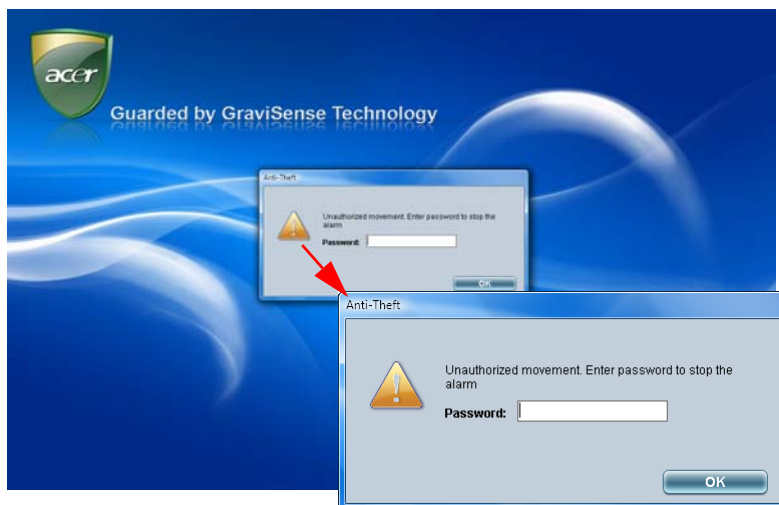 acer
Guarded by GraviSense Technology
Anti-Theft
Unauthorized movement. Enter password to stop the
alarm
Password:
OK
Anti-Theft
Unauthorized movement. Enter password to stop the
alarm
Password:
OK